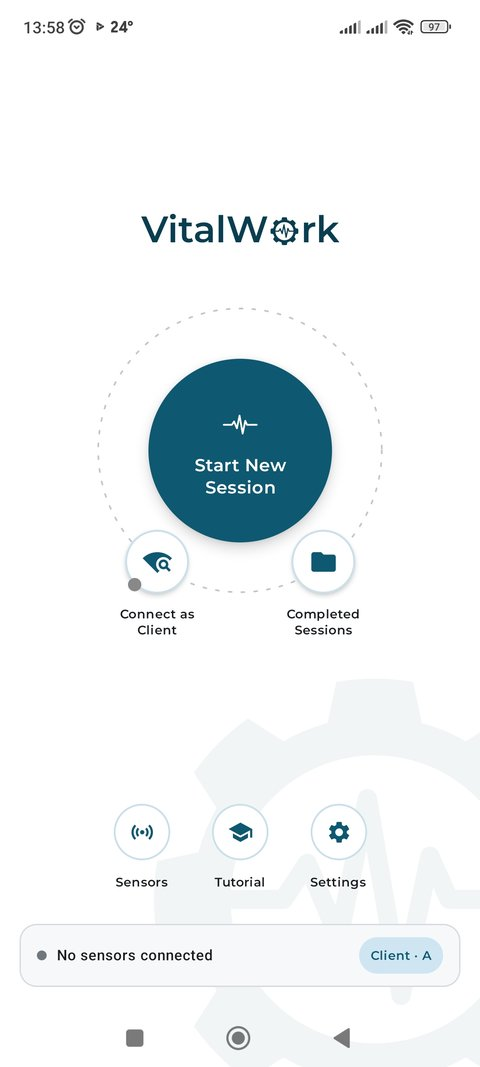 13:58 24°
97
VitalWork
Start New
Session
Connect as
Client
Completed
Sessions
Sensors
Tutorial
Settings
No sensors connected
Client · A